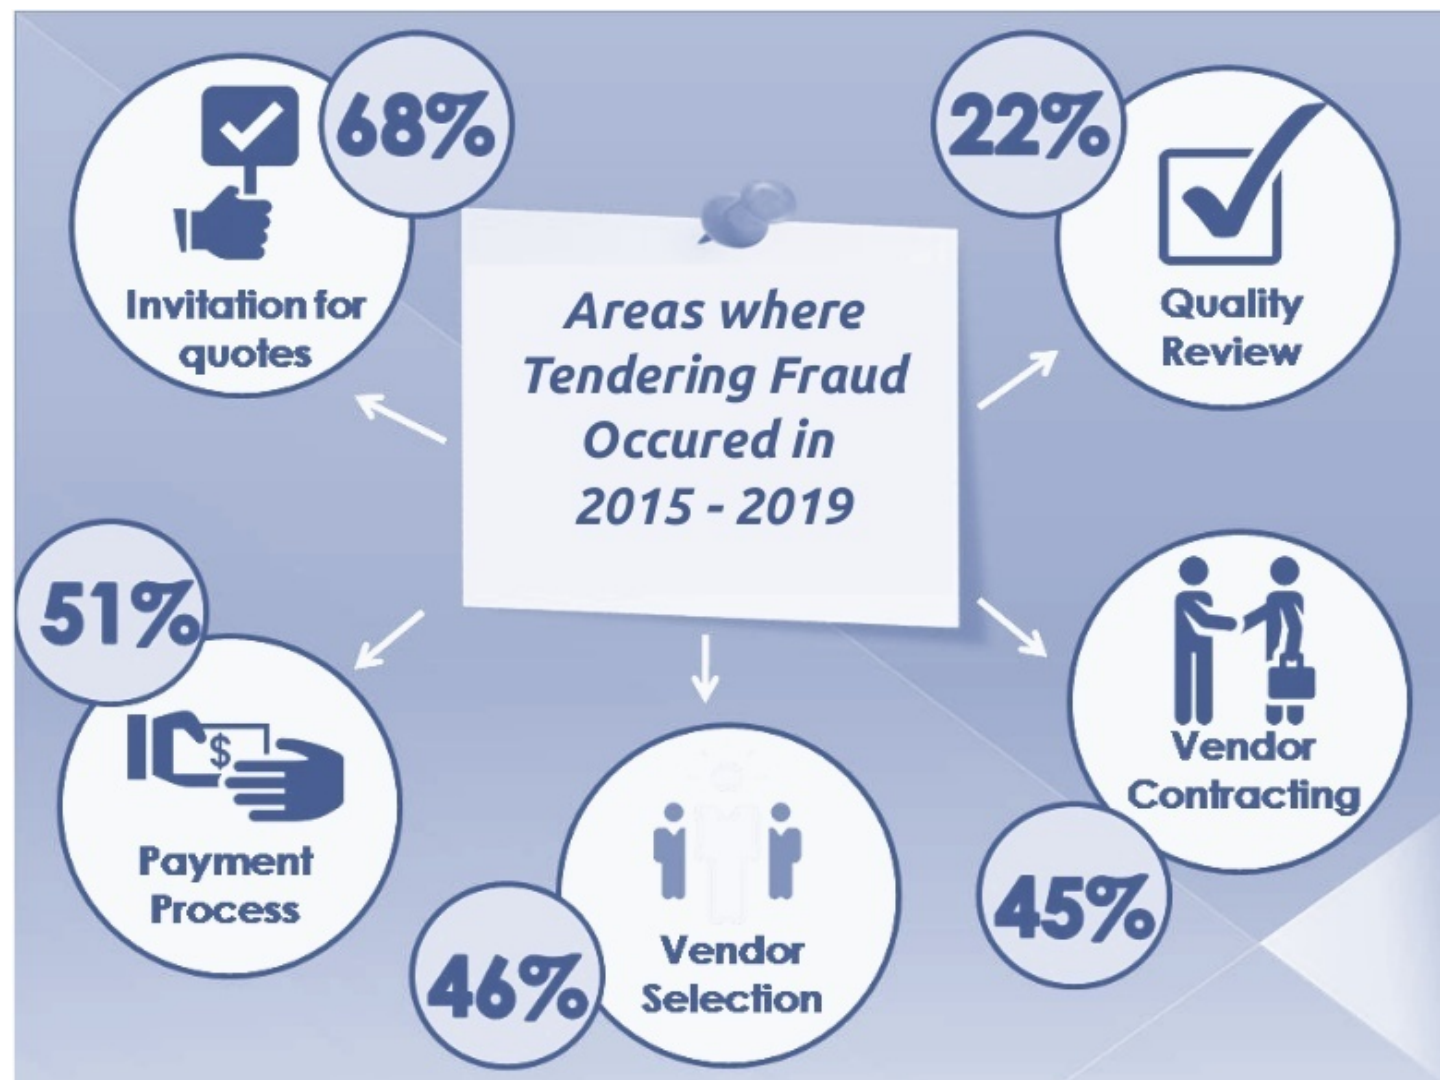 68%
Invitation for
quotes
22%
Quality
Review
Areas where
Tendering Fraud
Occured in
2015 - 2019
51%
$
Payment
Process
46%
Vendor
Selection
Vendor
Contracting
45%